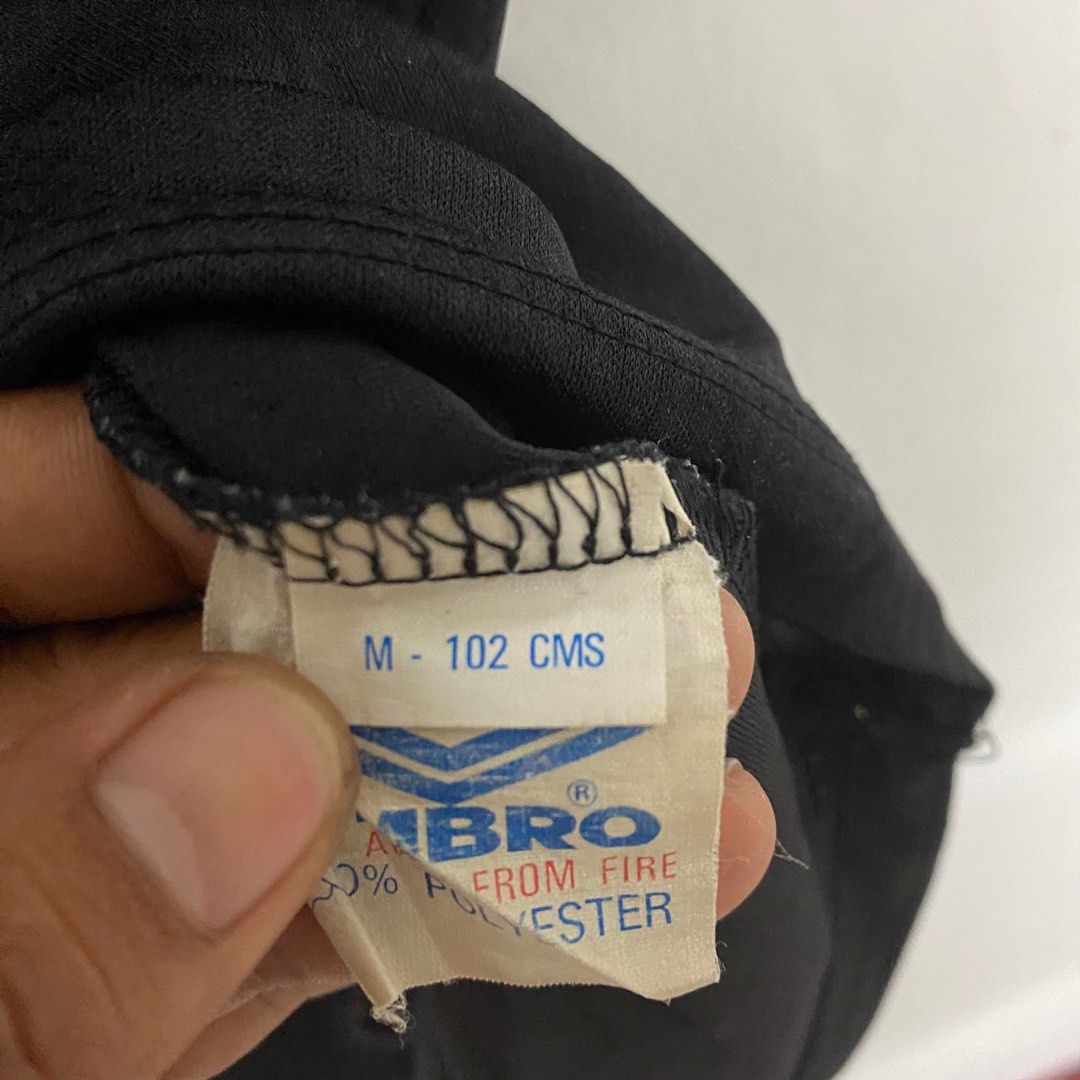 M - 102 CMS
MBRO ®
FROM FIRE
% POLYESTER